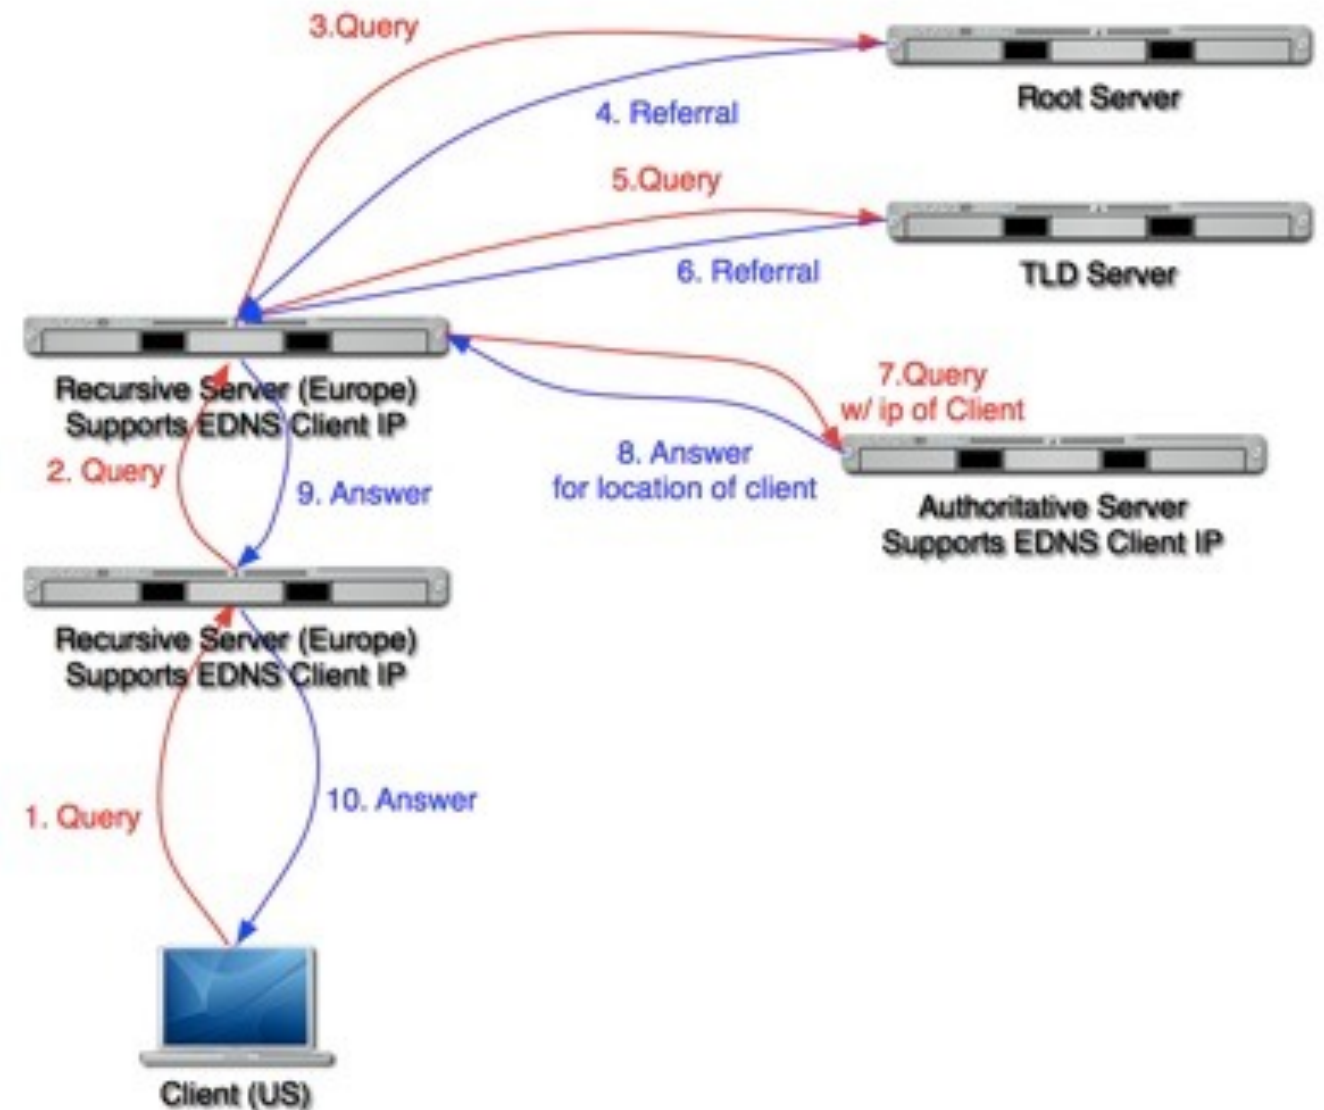 3.Query
Root Server
4. Referral
5.Query
6. Referral
TLD Server
Recursive Server (Europe)
Supports EDNS Client IP
7.Query
w/ ip of Client
2. Query
9. Answer
8. Answer
for location of client
Authoritative Server
Supports EDNS Client IP
Recursive Server (Europe)
Supports EDNS Client IP
1. Query
10. Answer
Client (US)